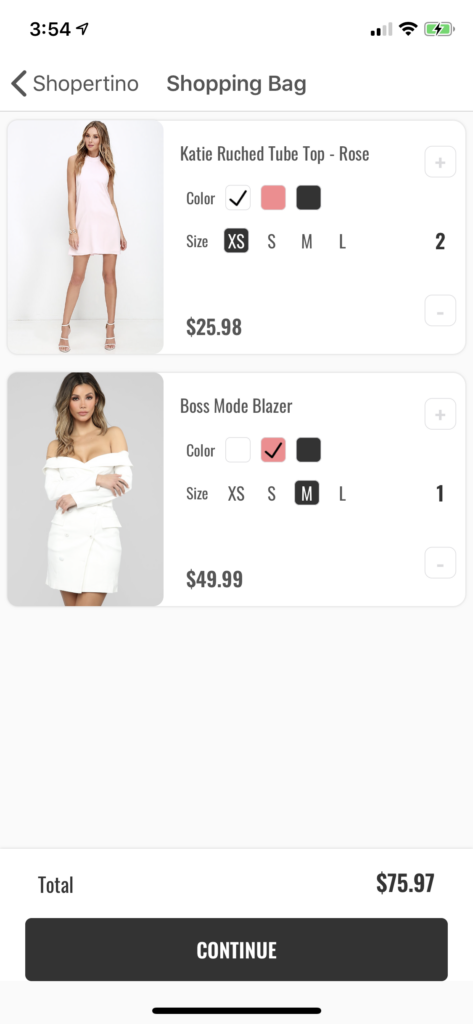 3:54
Shopertino Shopping Bag
Katie Ruched Tube Top - Rose
+
Color
Size XS S M L
2
$25.98
-
Boss Mode Blazer
+
Color
Size XS S M L
1
$49.99
-
Total $75.97
CONTINUE